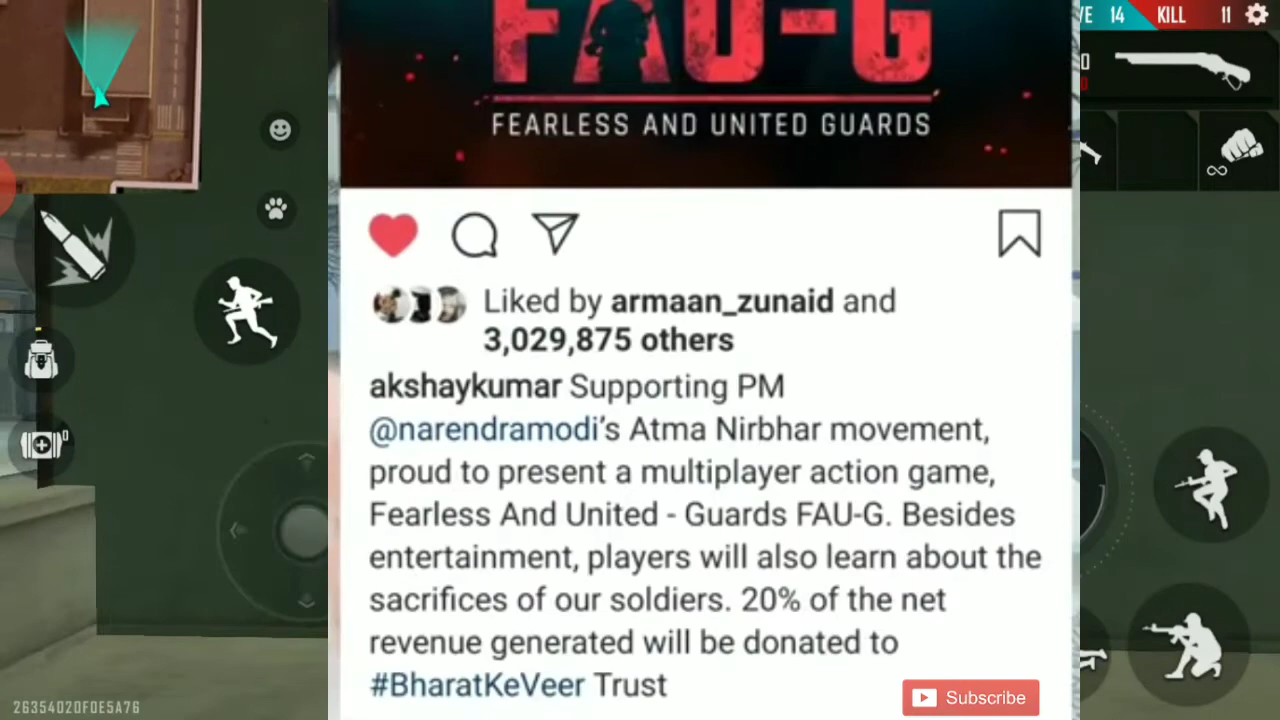 FAU-G
FEARLESS AND UNITED GUARDS
Liked by armaan_zunaid and
3,029,875 others
akshaykumar Supporting PM
@narendramodi's Atma Nirbhar movement,
proud to present a multiplayer action game,
Fearless And United - Guards FAU-G. Besides
entertainment, players will also learn about the
sacrifices of our soldiers. 20% of the net
revenue generated will be donated to
#BharatKeVeer Trust
Subscribe
14 KILL 11
0
26354020F0E5A76